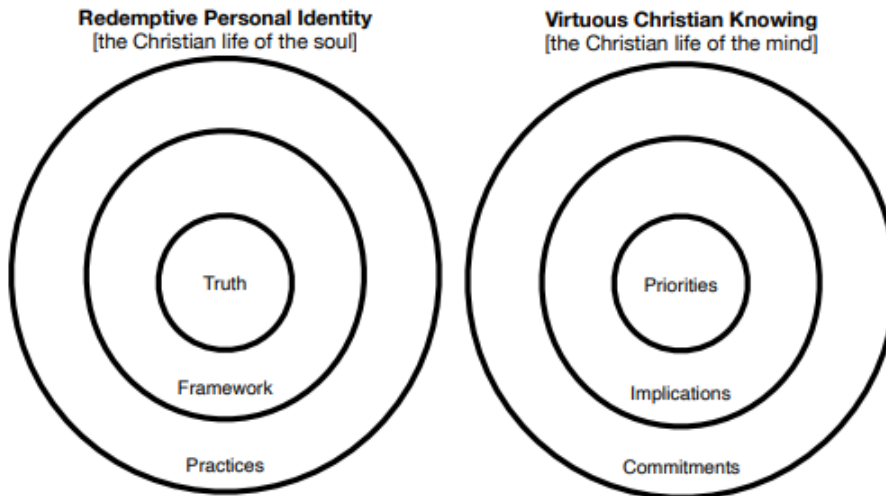 Redemptive Personal Identity
[the Christian life of the soul]
Truth
Framework
Practices
Virtuous Christian Knowing
[the Christian life of the mind]
Priorities
Implications
Commitments